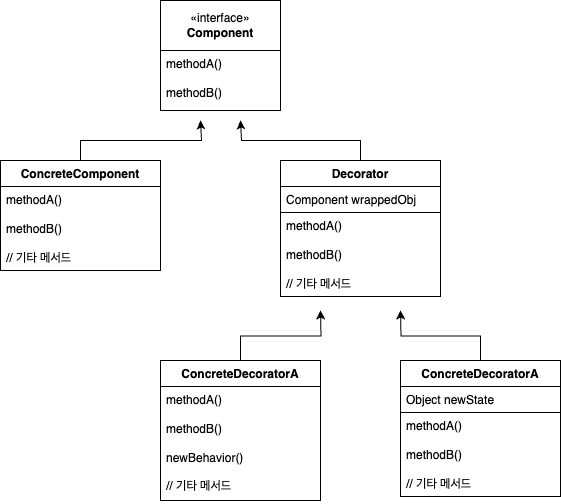 «interface»
Component
methodA()
methodB()
ConcreteComponent
methodA()
methodB()
// 기타 메서드
Decorator
Component wrappedObj
methodA()
methodB()
// 기타 메서드
ConcreteDecoratorA
methodA()
methodB()
newBehavior()
// 기타 메서드
ConcreteDecoratorA
Object newState
methodA()
methodB()
// 기타 메서드